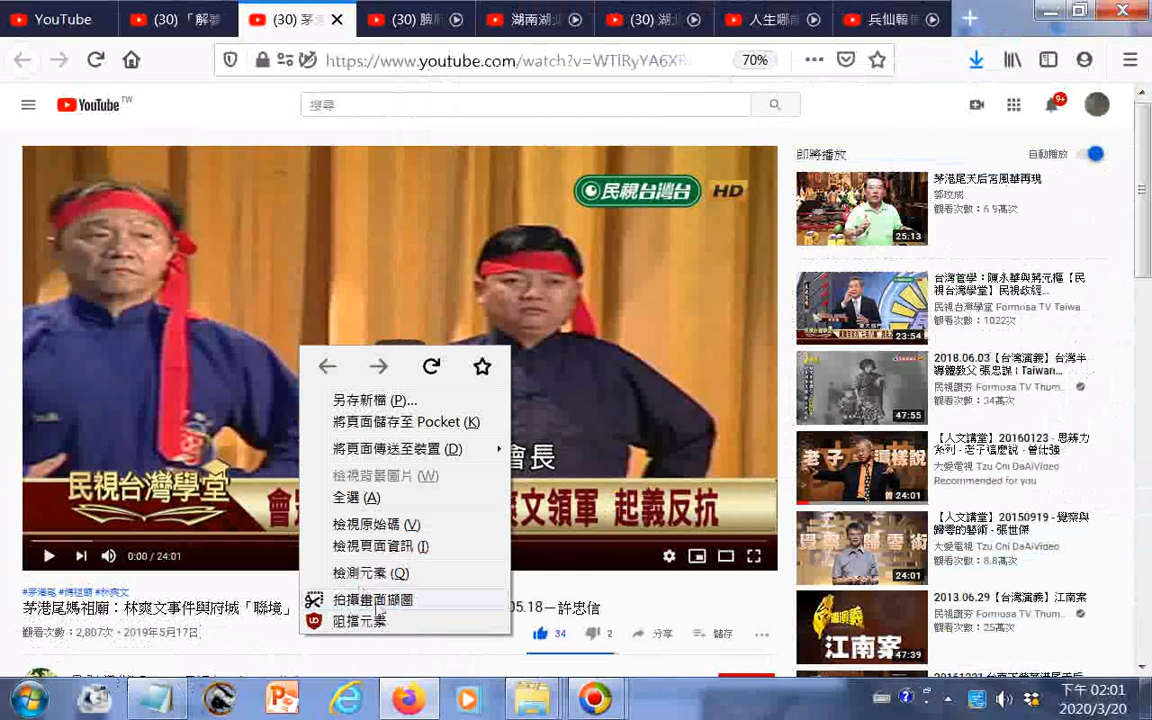 YouTube
(30)「解夢
(30) 茅港
(30) 臍
湖南湖北
(30) 湖北
人生哪
兵仙韓信
https://www.youtube.com/watch?v=WTlRyYA6X
70%
YouTube TW
搜尋
9+
民視台灣台 HD
會長
民視台灣學堂
爽文領軍 起義反抗
0:00 / 24:01
另存新檔 (P)...
將頁面儲存至 Pocket (K)
將頁面傳送至裝置 (D)
檢視背景圖片 (W)
全選 (A)
檢視原始碼 (V)
檢視頁面資訊 (I)
檢測元素 (Q)
拍攝畫面擷圖
阻擋元素
#茅港尾 #媽祖廟 #林爽文
茅港尾媽祖廟：林爽文事件與府城「聯境」
05.18－許忠信
觀看次數：2,807次・2019年5月17日
34
2
分享
儲存
即將播放
自動播放
茅港尾天后宮風華再現
郭玫成
觀看次數：6.9萬次
25:13
台灣首學：陳永華與蔣元樞【民
視台灣學堂】民視政經...
民視台灣學堂 Formosa TV Taiwa
觀看次數：1022次
23:54
2018.06.03【台灣演義】台灣半
導體教父 張忠謀 | Taiwan...
民視讚夯 Formosa TV Thum...
觀看次數：34萬次
47:55
【人文講堂】20160123 - 思辨力
系列 - 老子這麼說 - 曾仕強
大愛電視 Tzu Chi DaAiVideo
Recommended for you
老子這樣說
24:01
【人文講堂】20150919 - 覺察與
歸零的藝術 - 張世傑
大愛電視 Tzu Chi DaAiVideo
觀看次數：8.8萬次
24:01
2013.06.29【台灣演義】江南案
民視讚夯 Formosa TV Thum...
觀看次數：25萬次
江南案
47:39
下午 02:01
2020/3/20